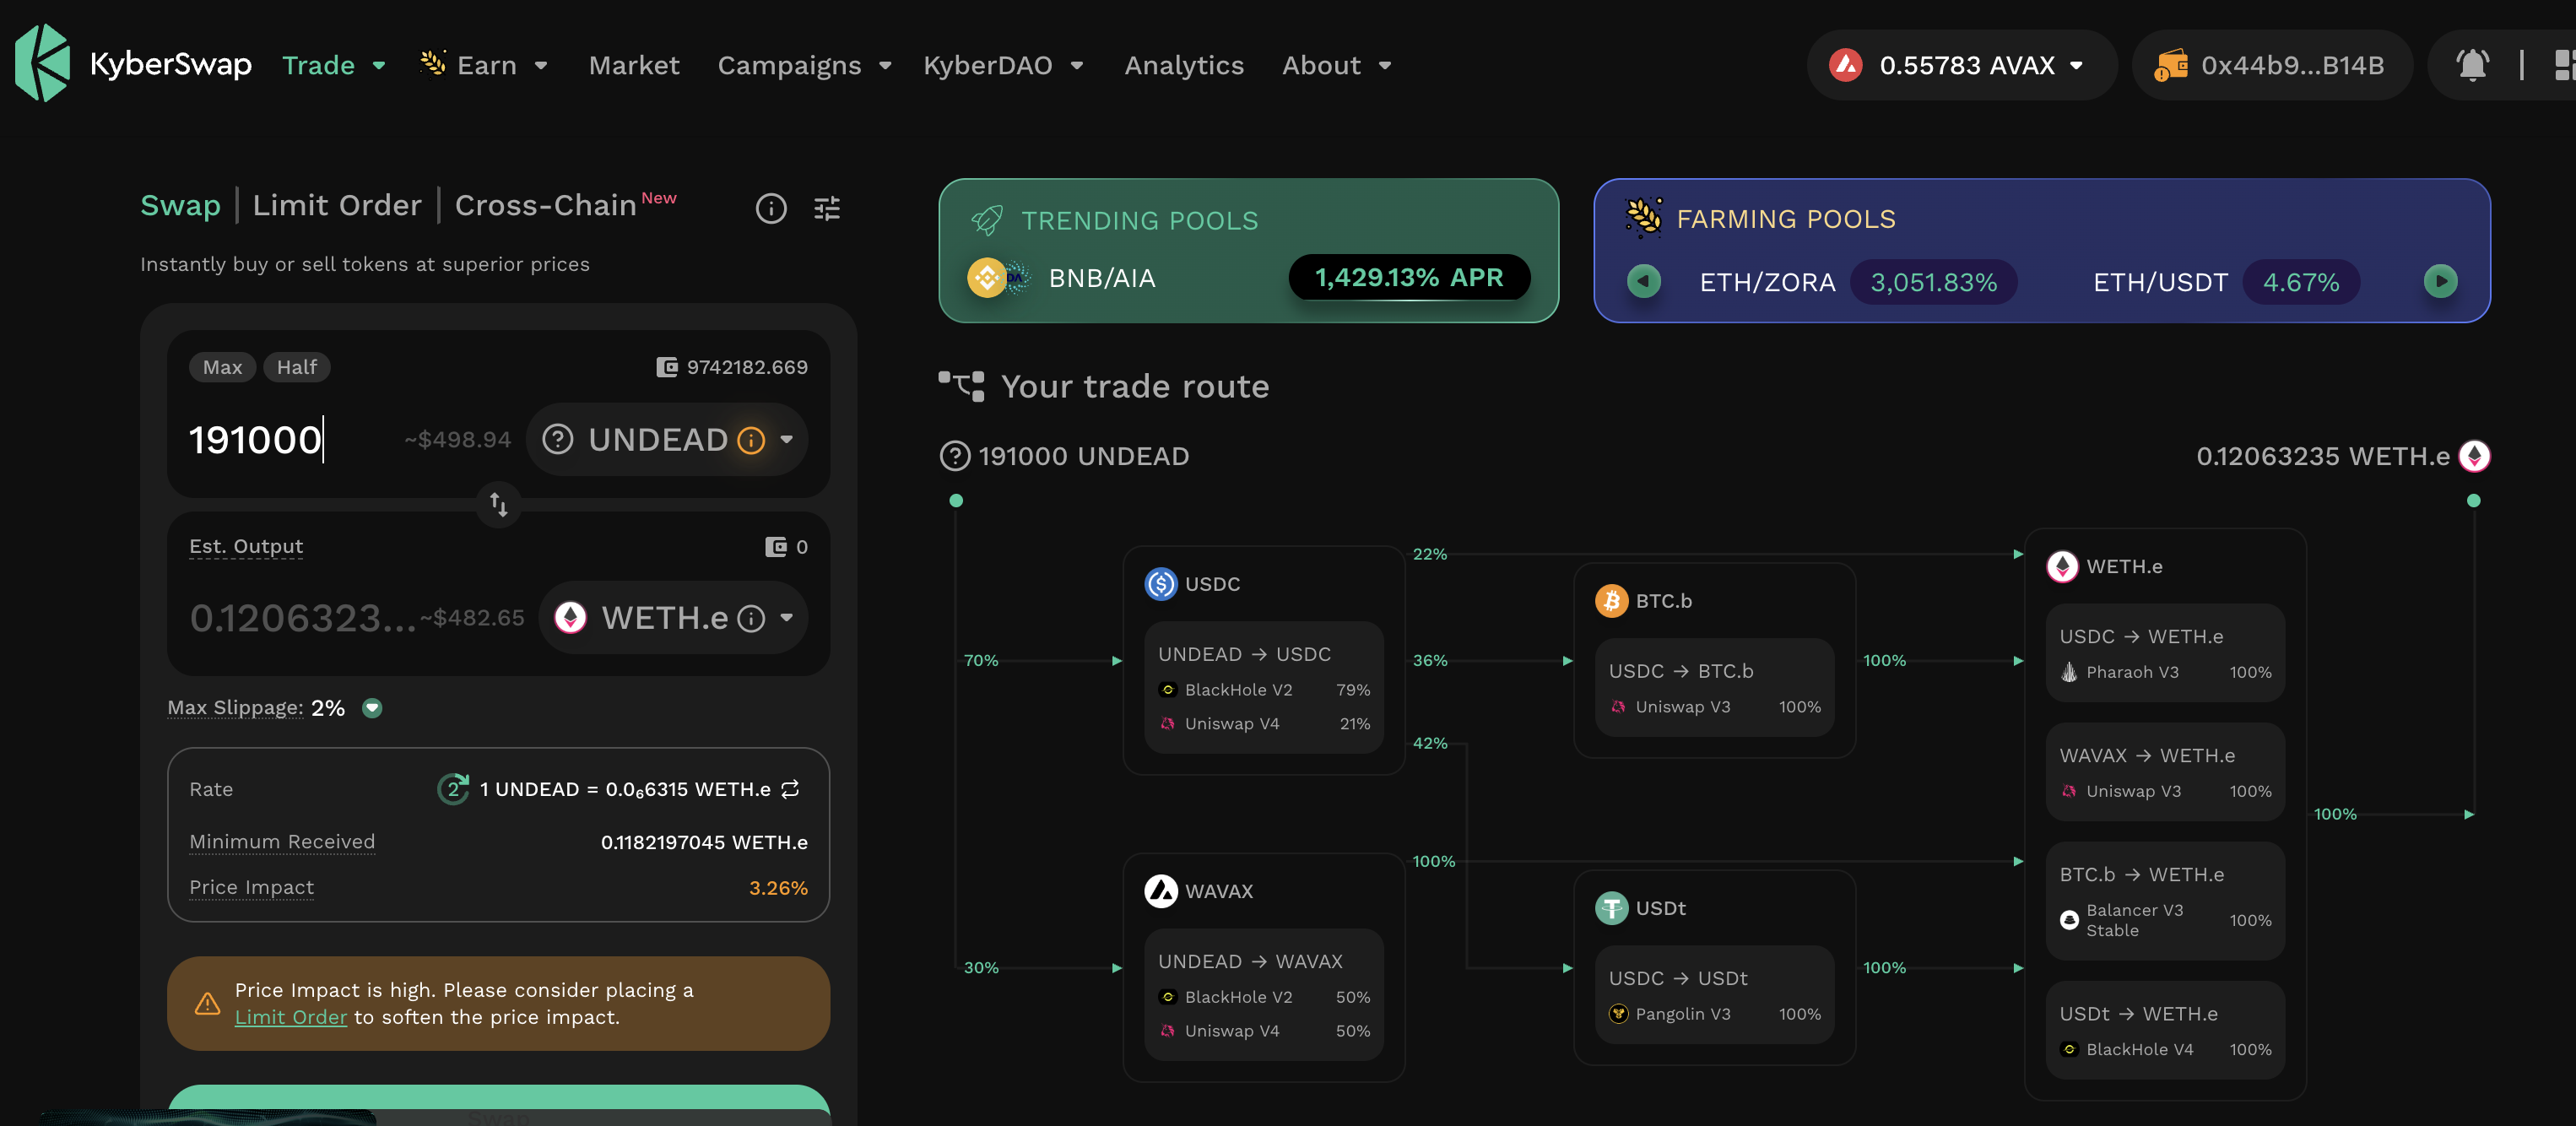 KyberSwap Trade Earn Market Campaigns KyberDAO Analytics About 0.55783 AVAX 0x44b9...B14B
Swap | Limit Order | Cross-Chain New
Instantly buy or sell tokens at superior prices
Max Half 9742182.669
191000 ~$498.94 UNDEAD
Est. Output 0
0.1206323... ~$482.65 WETH.e
Max Slippage: 2%
Rate 2 1 UNDEAD = 0.0₆6315 WETH.e
Minimum Received 0.1182197045 WETH.e
Price Impact 3.26%
Price Impact is high. Please consider placing a
Limit Order to soften the price impact.
Swap
TRENDING POOLS
BNB/AIA 1,429.13% APR
FARMING POOLS
ETH/ZORA 3,051.83% ETH/USDT 4.67%
Your trade route
191000 UNDEAD 0.12063235 WETH.e
70%
30%
USDC
UNDEAD → USDC
BlackHole V2 79%
Uniswap V4 21%
WAVAX
UNDEAD → WAVAX
BlackHole V2 50%
Uniswap V4 50%
22%
36%
42%
100%
BTC.b
USDC → BTC.b
Uniswap V3 100%
USDt
USDC → USDt
Pangolin V3 100%
100%
100%
WETH.e
USDC → WETH.e
Pharaoh V3 100%
WAVAX → WETH.e
Uniswap V3 100%
BTC.b → WETH.e
Balancer V3
Stable 100%
USDt → WETH.e
BlackHole V4 100%
100%